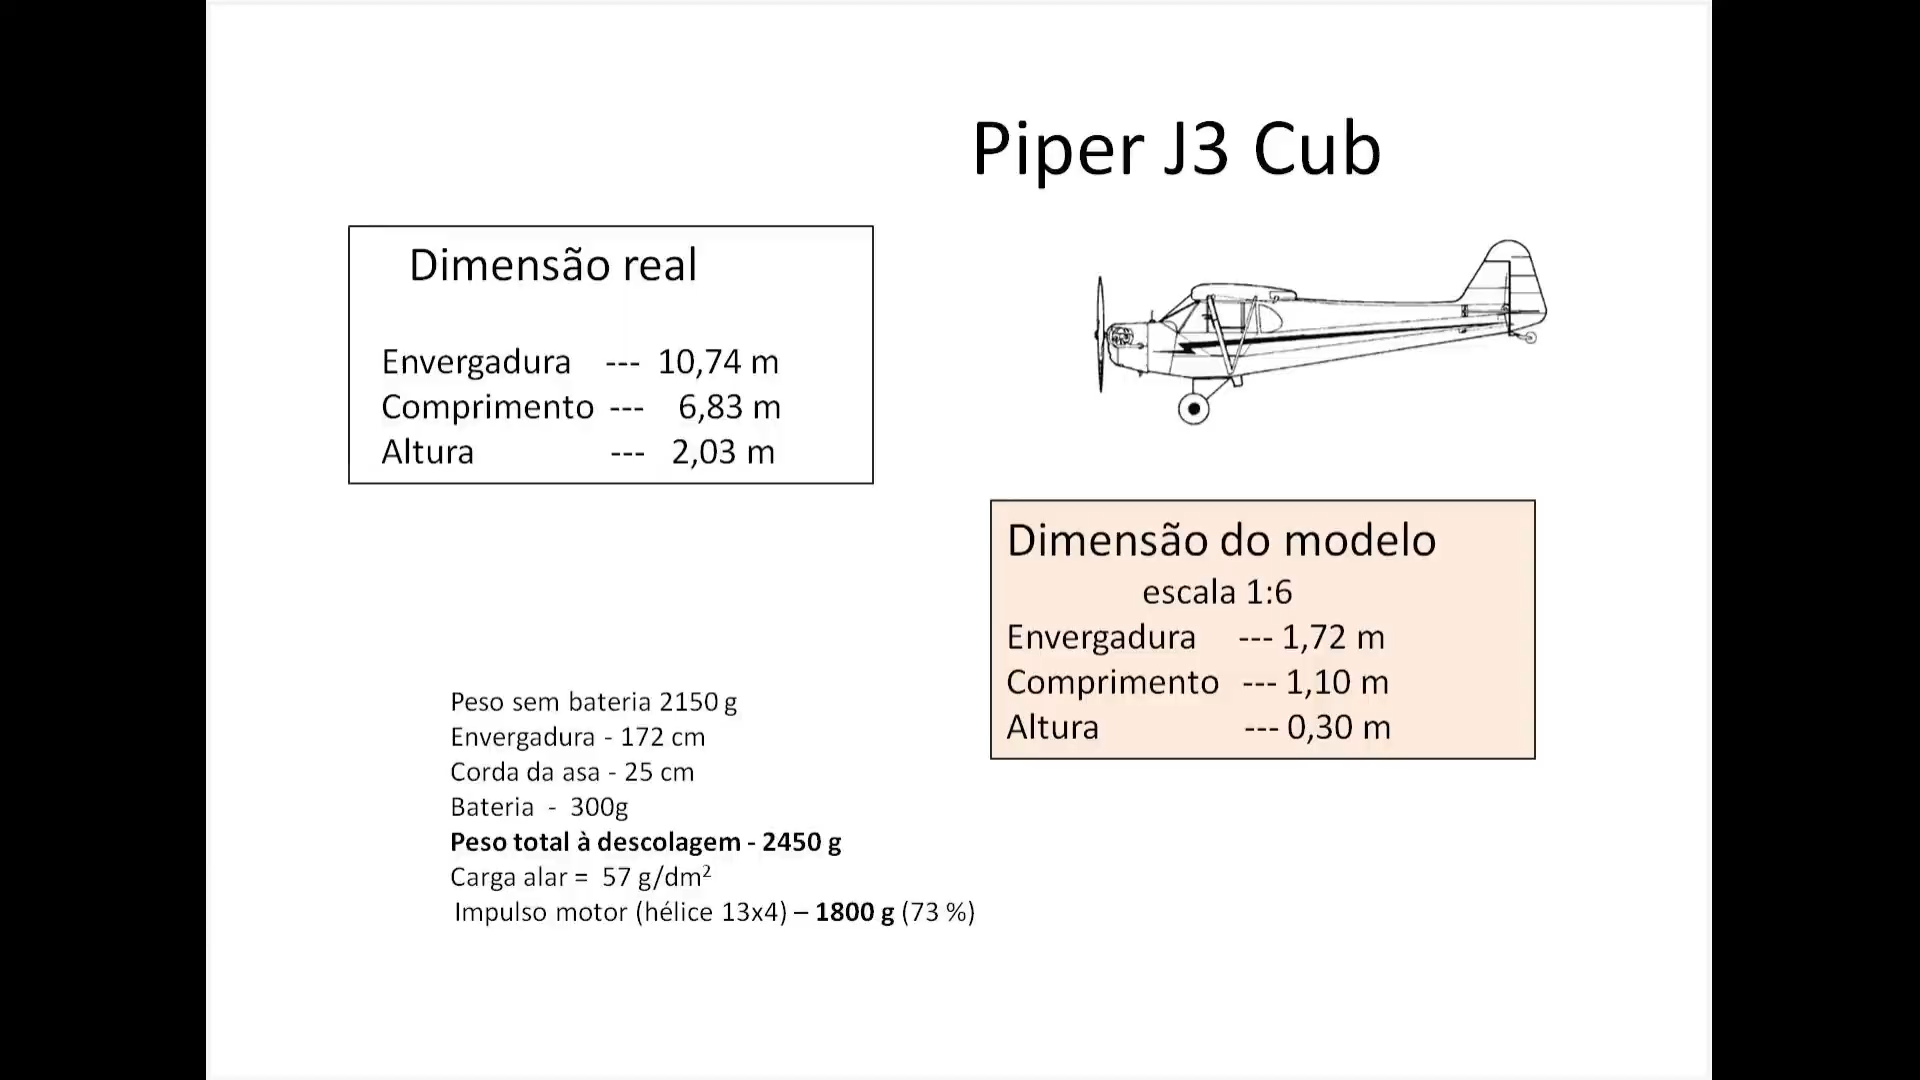 Piper J3 Cub
Dimensão real
Envergadura --- 10,74 m
Comprimento --- 6,83 m
Altura --- 2,03 m
Dimensão do modelo
escala 1:6
Envergadura --- 1,72 m
Comprimento --- 1,10 m
Altura --- 0,30 m
Peso sem bateria 2150 g
Envergadura - 172 cm
Corda da asa - 25 cm
Bateria - 300g
Peso total à descolagem - 2450 g
Carga alar = 57 g/dm²
Impulso motor (hélice 13x4) – 1800 g (73 %)